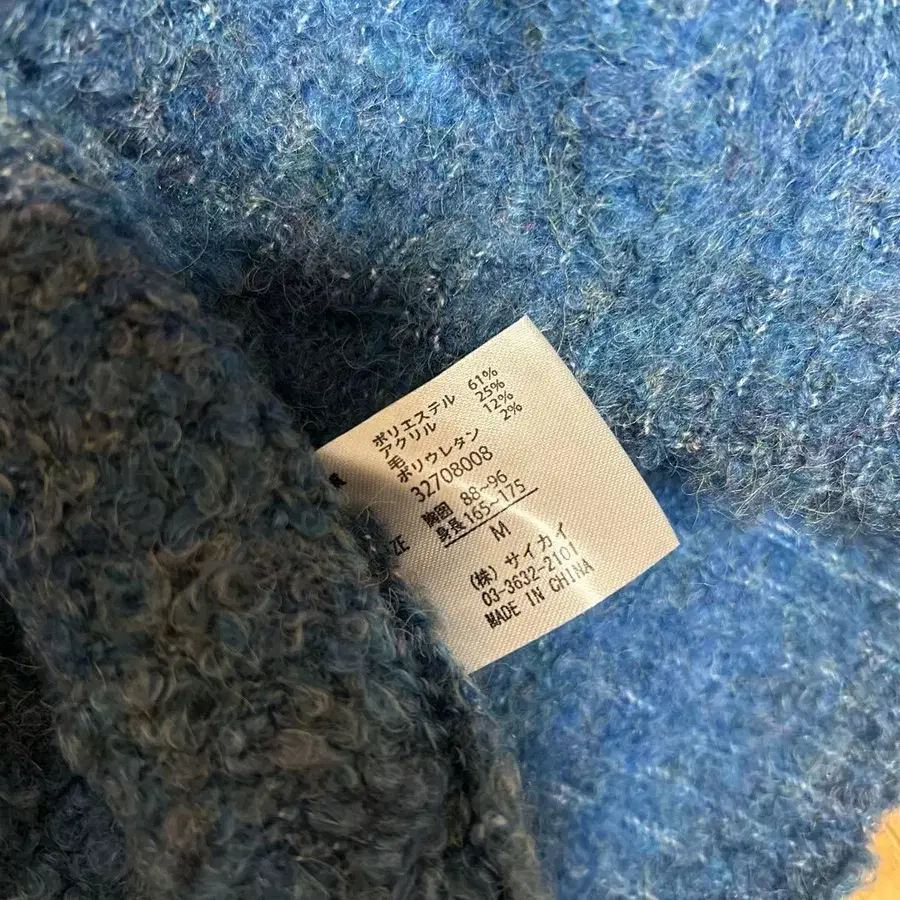 ポリエステル 61%
アクリル 25%
毛 12%
ポリウレタン 2%
32708008
胸囲 88~96
身長 165~175
M
(株) サイカイ
03-3632-2101
MADE IN CHINA